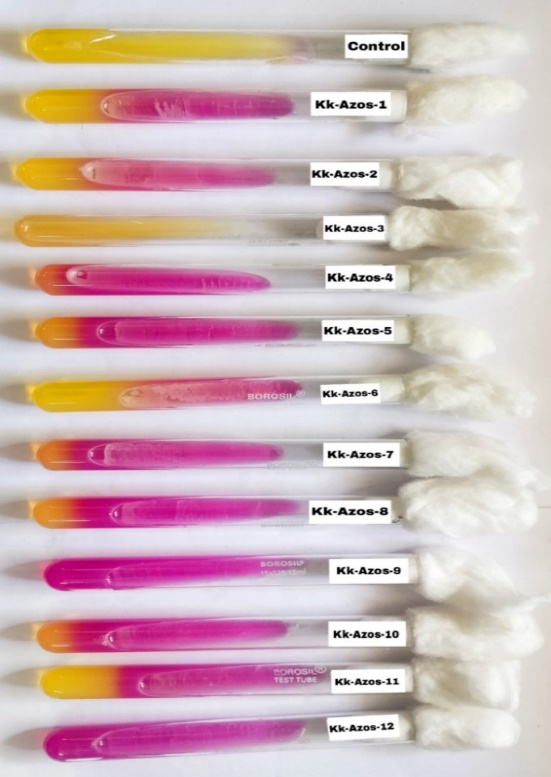 Control
Kk-Azos-1
Kk-Azos-2
Kk-Azos-3
Kk-Azos-4
Kk-Azos-5
BOROSIL® Kk-Azos-6
Kk-Azos-7
Kk-Azos-8
BOROSIL®
Kk-Azos-9
Kk-Azos-10
BOROSIL®
TEST TUBE
Kk-Azos-11
Kk-Azos-12